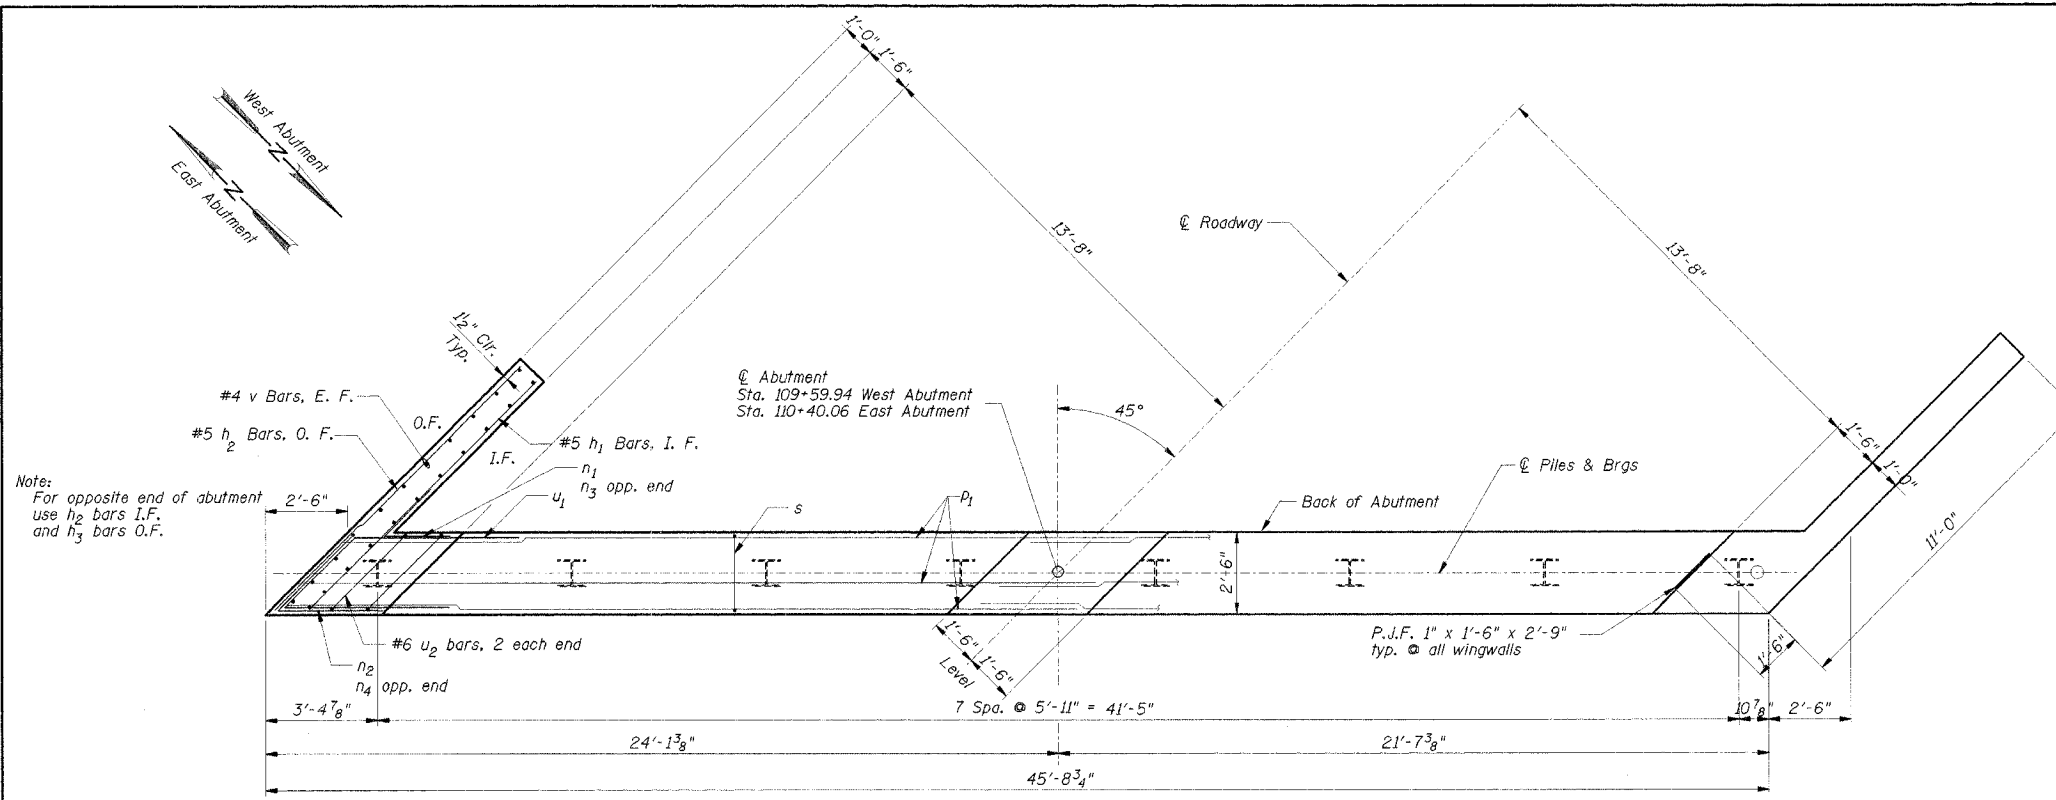 1'-0"
1'-6"
West Abutment
N
N
East Abutment
13'-8"
℄ Roadway
13'-8"
1½" Clr.
Typ.
℄ Abutment
Sta. 109+59.94 West Abutment
Sta. 110+40.06 East Abutment
45°
#4 v Bars, E. F.
#5 h2 Bars, O. F.
O.F.
I.F.
#5 h1 Bars, I. F.
n1
n3 opp. end
u1
1'-6"
1'-0"
℄ Piles & Brgs
Note:
For opposite end of abutment
use h2 bars I.F.
and h3 bars O.F.
2'-6"
s
p1
Back of Abutment
11'-0"
2'-6"
#6 u2 bars, 2 each end
n2
n4 opp. end
1'-6"
1'-6"
Level
P.J.F. 1" x 1'-6" x 2'-9"
typ. @ all wingwalls
1'-6"
3'-4⅞"
7 Spa. @ 5'-11" = 41'-5"
10⅞"
2'-6"
24'-1⅜"
21'-7⅜"
45'-8¾"